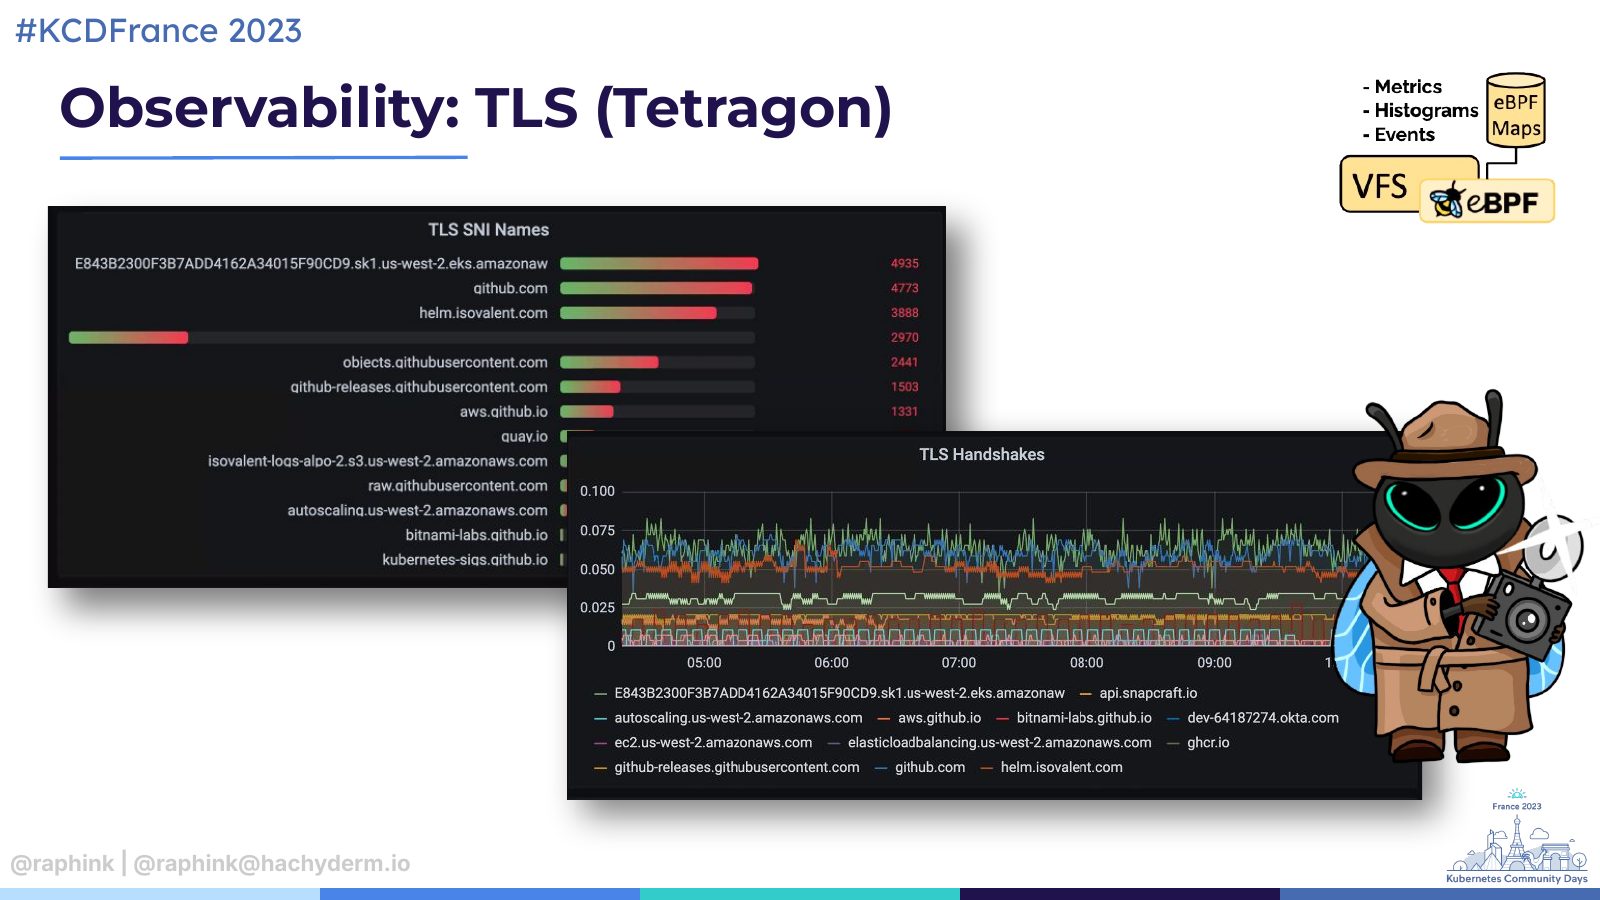 #KCDFrance 2023
Observability: TLS (Tetragon)
- Metrics
- Histograms
- Events
eBPF
Maps
VFS
eBPF
TLS SNI Names
E843B2300F3B7ADD4162A34015F90CD9.sk1.us-west-2.eks.amazonaw 4935
github.com 4773
helm.isovalent.com 3888
2970
objects.githubusercontent.com 2441
github-releases.githubusercontent.com 1503
aws.github.io 1331
quay.io
isovalent-logs-alpo-2.s3.us-west-2.amazonaws.com
raw.githubusercontent.com
autoscaling.us-west-2.amazonaws.com
bitnami-labs.github.io
kubernetes-sigs.github.io
TLS Handshakes
0.100
0.075
0.050
0.025
0
05:00 06:00 07:00 08:00 09:00 1
E843B2300F3B7ADD4162A34015F90CD9.sk1.us-west-2.eks.amazonaw api.snapcraft.io
autoscaling.us-west-2.amazonaws.com aws.github.io bitnami-labs.github.io dev-64187274.okta.com
ec2.us-west-2.amazonaws.com elasticloadbalancing.us-west-2.amazonaws.com ghcr.io
github-releases.githubusercontent.com github.com helm.isovalent.com
France 2023
Kubernetes Community Days
@raphink | @raphink@hachyderm.io